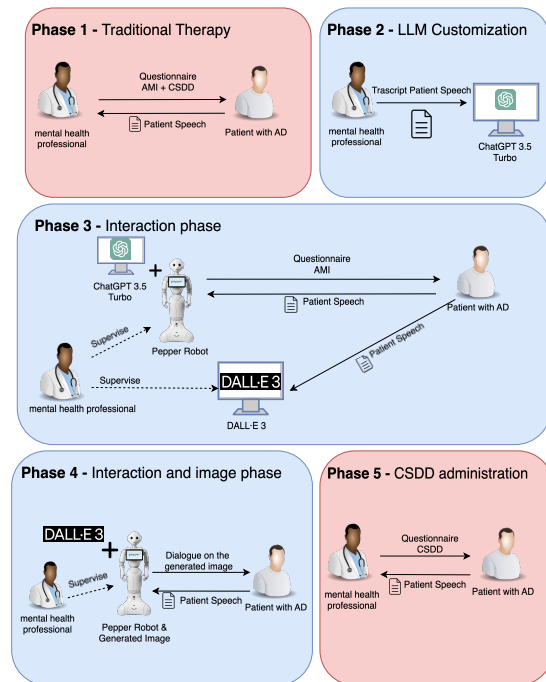 Phase 1 - Traditional Therapy
Questionnaire
AMI + CSDD
Patient Speech
mental health
professional
Patient with AD
Phase 2 - LLM Customization
Trascript Patient Speech
mental health
professional
ChatGPT 3.5
Turbo
Phase 3 - Interaction phase
ChatGPT 3.5
Turbo
+
Questionnaire
AMI
Patient Speech
Patient with AD
Pepper Robot
Supervise
Patient Speech
Supervise
DALL·E 3
mental health professional
DALL·E 3
Phase 4 - Interaction and image phase
DALL·E 3
+
Supervise
Dialogue on the
generated image
Patient Speech
Patient with AD
mental health
professional
Pepper Robot &
Generated Image
Phase 5 - CSDD administration
Questionnaire
CSDD
Patient Speech
mental health
professional
Patient with AD